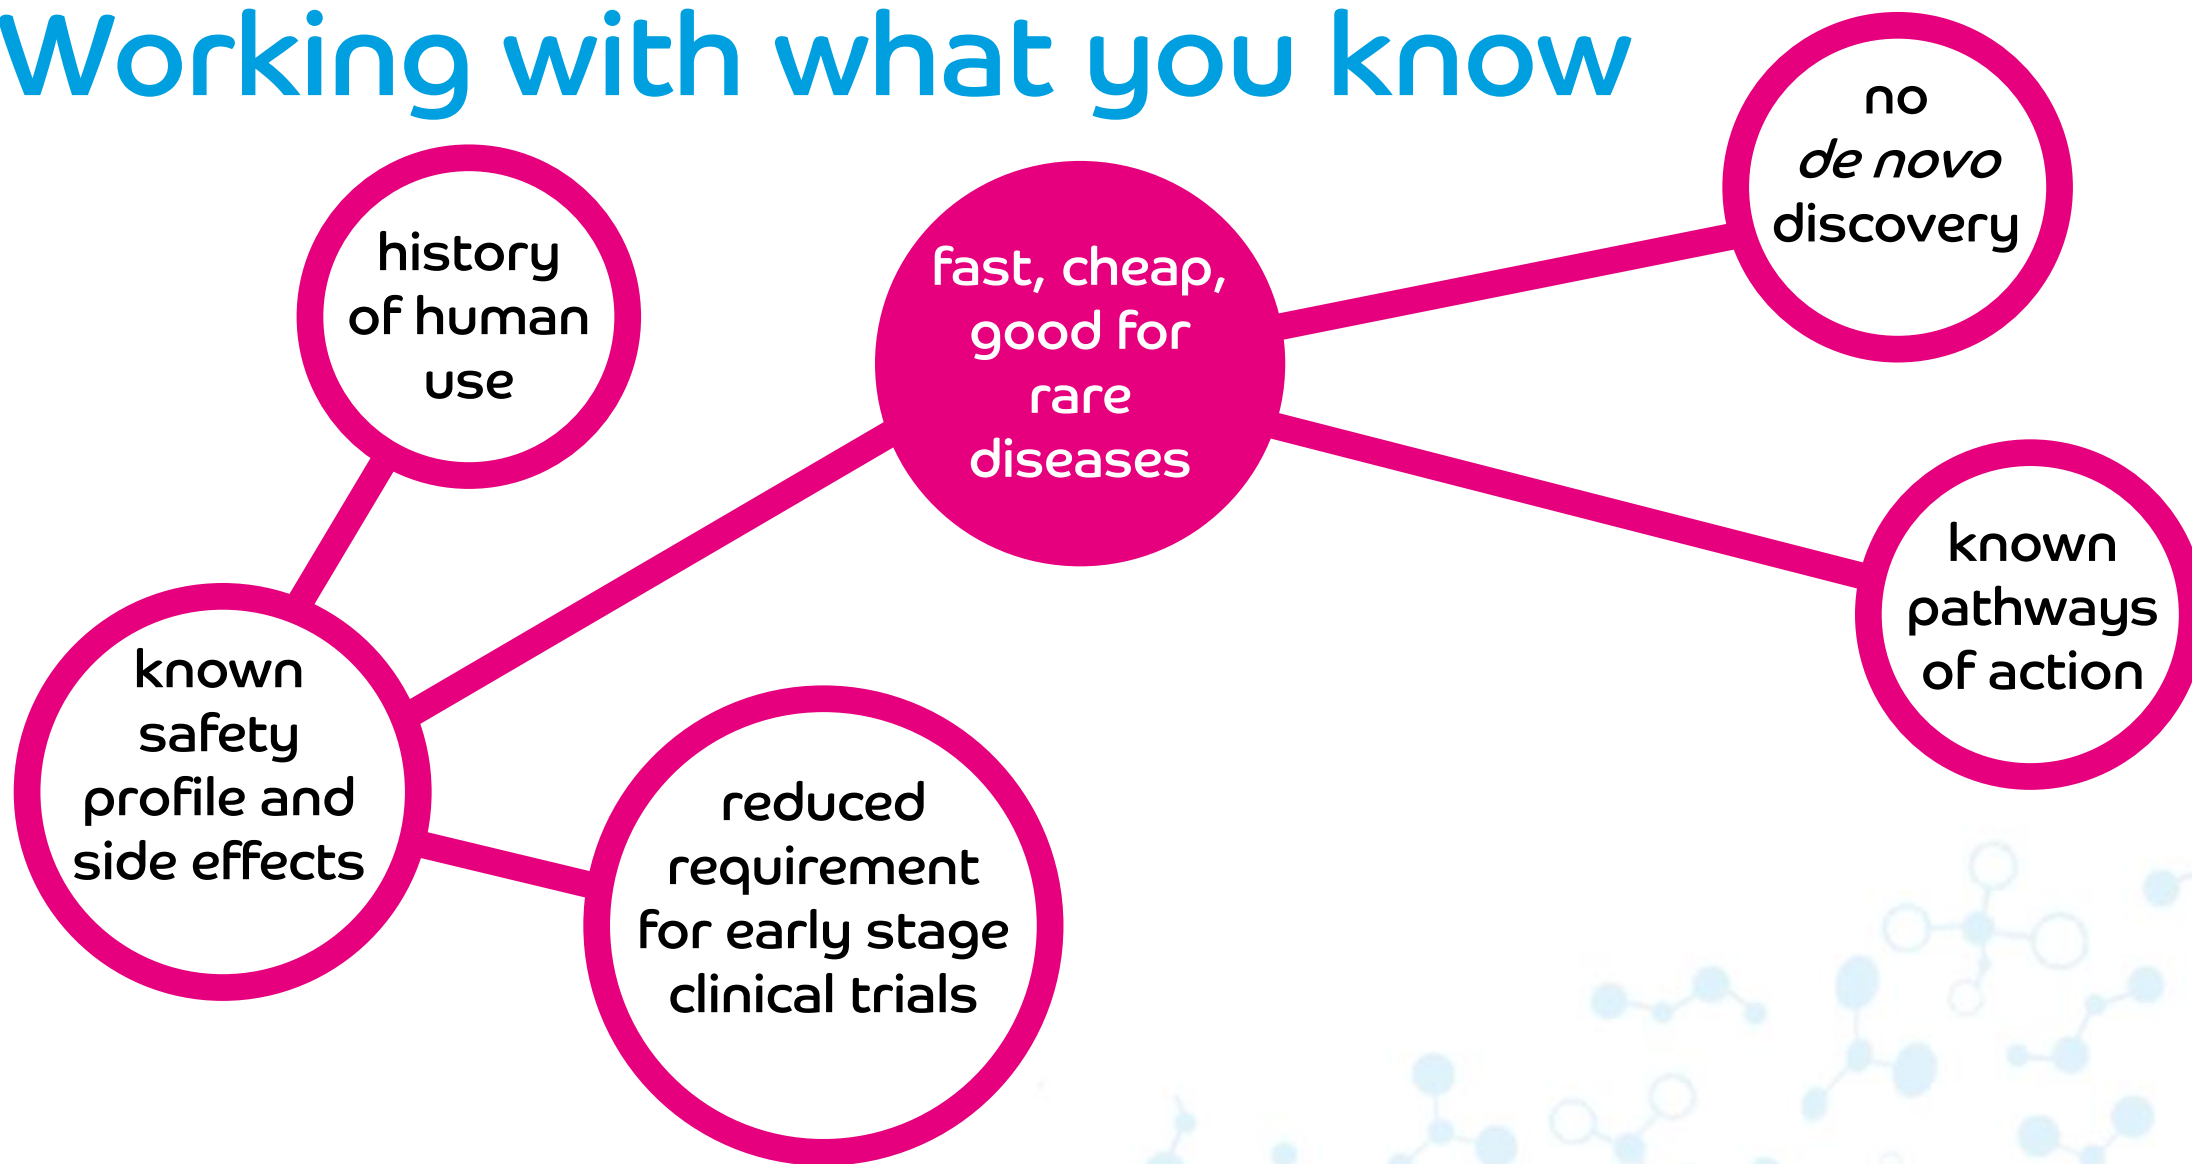 Working with what you know
history
of human
use
fast, cheap,
good for
rare
diseases
no
de novo
discovery
known
pathways
of action
known
safety
profile and
side effects
reduced
requirement
for early stage
clinical trials